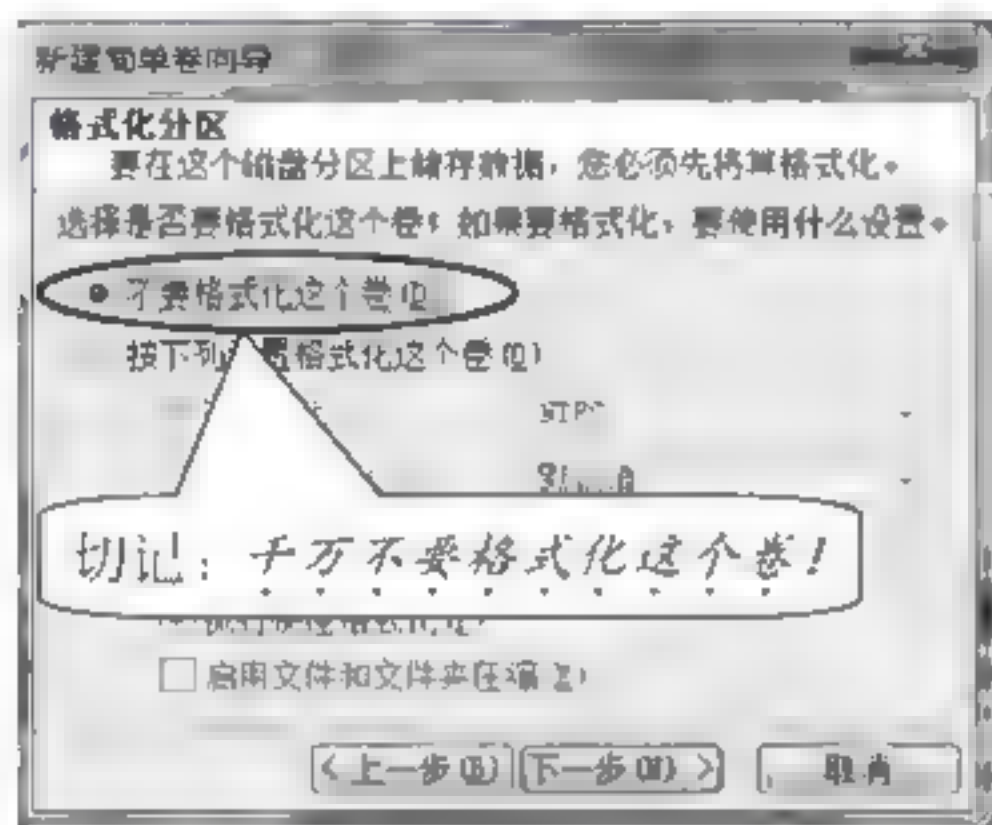 新建简单卷向导
格式化分区
要在这个磁盘分区上储存数据，您必须先将其格式化。
选择是否要格式化这个卷；如果要格式化，要使用什么设置。
不要格式化这个卷(D)
按下列 置格式化这个卷(O)：
NTFS
切记：千万不要格式化这个卷！
启用文件和文件夹压缩(E)
<上一步(B)
下一步(N) >
取消